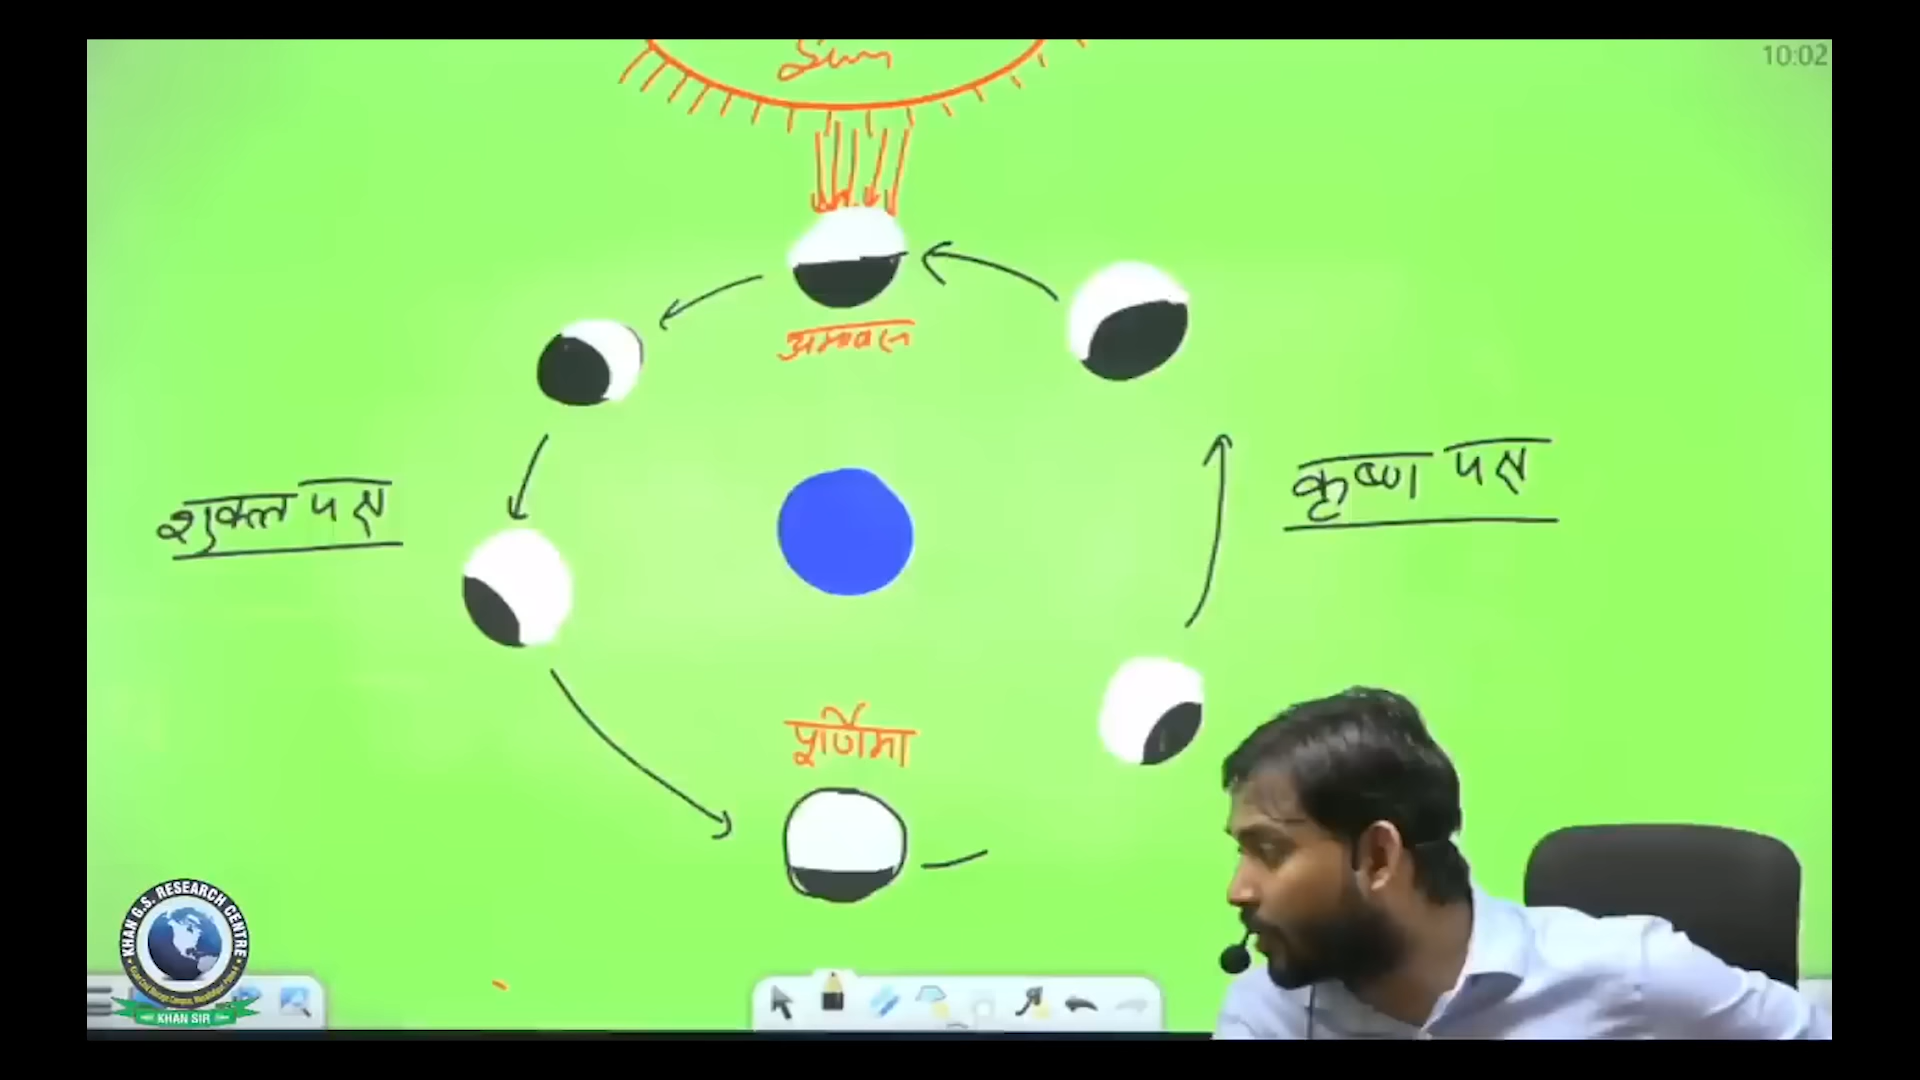 Sun
10:02
अमावस
शुक्ल पक्ष
कृष्ण पक्ष
पूर्णिमा
KHAN G.S. RESEARCH CENTRE
KHAN SIR